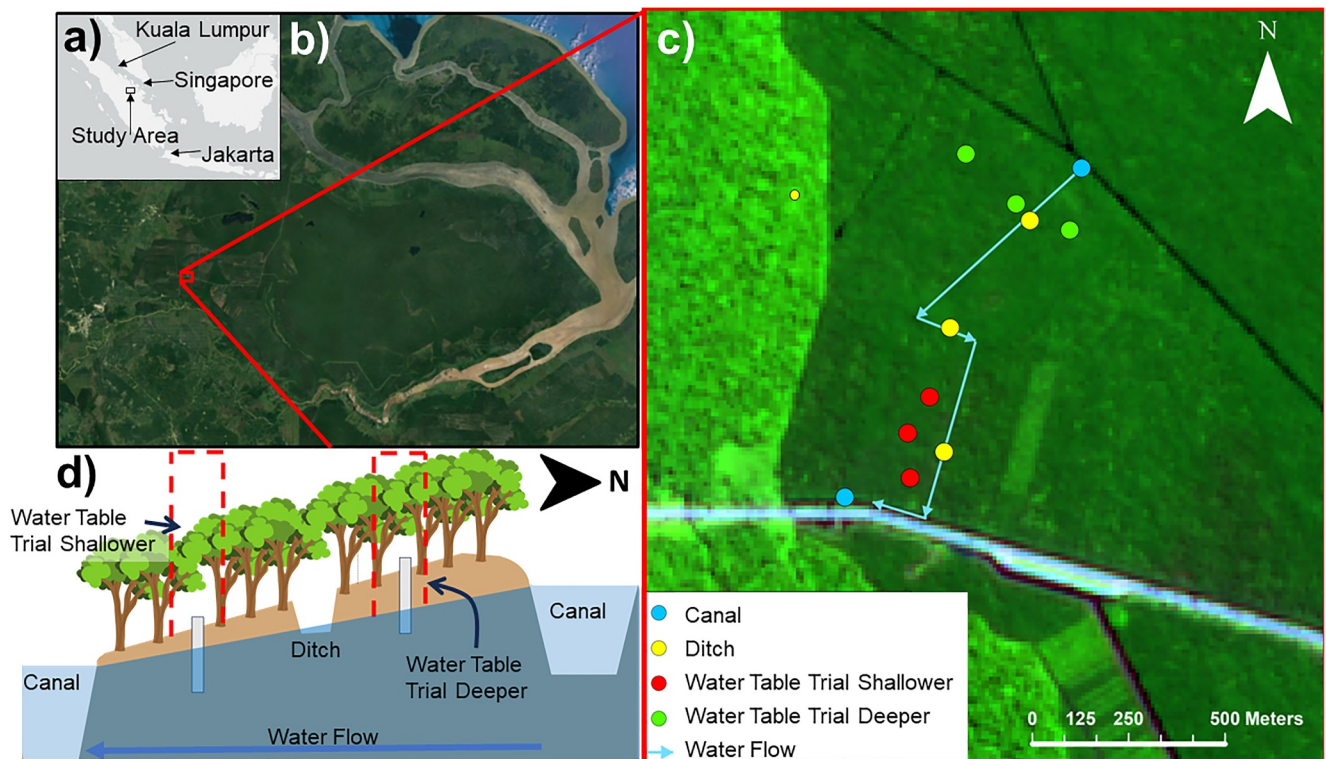 a)
Kuala Lumpur
Singapore
Study Area
Jakarta
b)
c)
N
Canal
Ditch
Water Table Trial Shallower
Water Table Trial Deeper
Water Flow
0 125 250 500 Meters
d)
N
Water Table
Trial Shallower
Canal
Ditch
Water Table
Trial Deeper
Canal
Water Flow